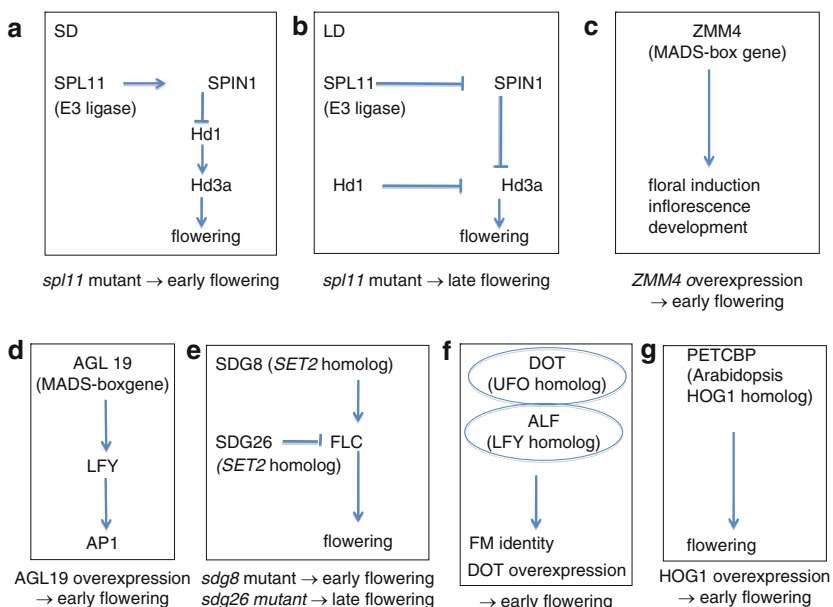 a
SD
SPL11
SPIN1
(E3 ligase)
Hd1
Hd3a
flowering
spl11 mutant → early flowering
b
LD
SPL11
SPIN1
(E3 ligase)
Hd1
Hd3a
flowering
spl11 mutant → late flowering
c
ZMM4
(MADS-box gene)
floral induction
inflorescence
development
ZMM4 overexpression
→ early flowering
d
AGL 19
(MADS-boxgene)
LFY
AP1
AGL19 overexpression
→ early flowering
e
SDG8 (SET2 homolog)
SDG26
FLC
(SET2 homolog)
flowering
sdg8 mutant → early flowering
sdg26 mutant → late flowering
f
DOT
(UFO homolog)
ALF
(LFY homolog)
FM identity
DOT overexpression
→ early flowering
g
PETCBP
(Arabidopsis
HOG1 homolog)
flowering
HOG1 overexpression
→ early flowering